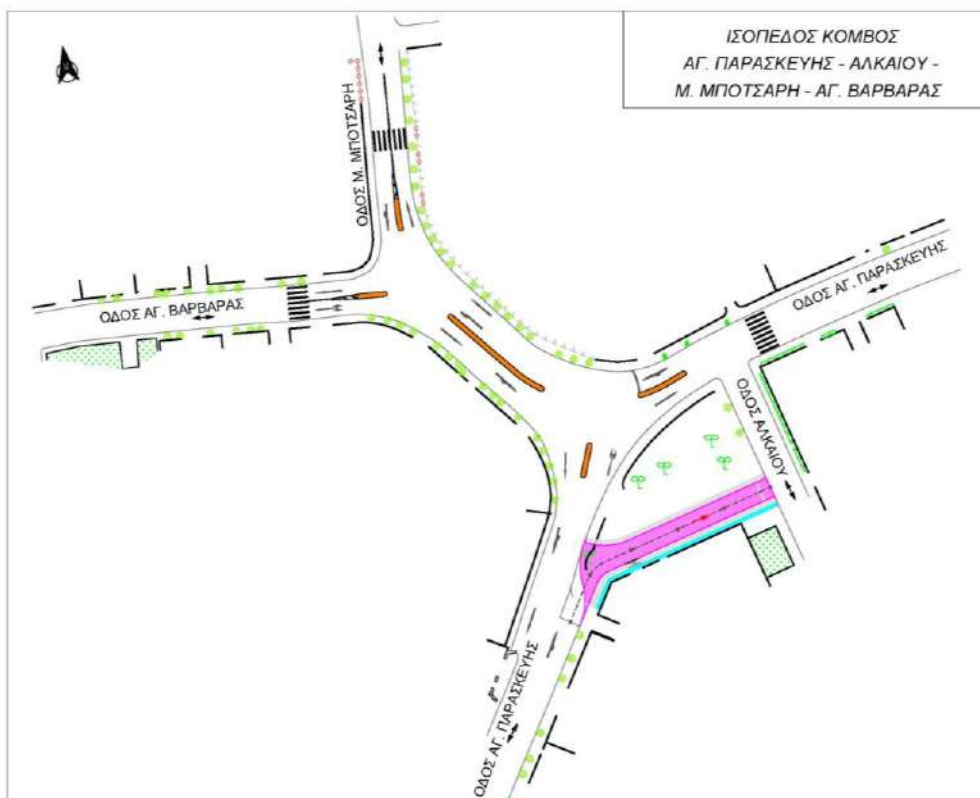 ΙΣΟΠΕΔΟΣ ΚΟΜΒΟΣ
ΑΓ. ΠΑΡΑΣΚΕΥΗΣ - ΑΛΚΑΙΟΥ -
Μ. ΜΠΟΤΣΑΡΗ - ΑΓ. ΒΑΡΒΑΡΑΣ
ΟΔΟΣ Μ. ΜΠΟΤΣΑΡΗ
ΟΔΟΣ ΑΓ. ΠΑΡΑΣΚΕΥΗΣ
ΟΔΟΣ ΑΓ. ΒΑΡΒΑΡΑΣ
ΟΔΟΣ ΑΛΚΑΙΟΥ
ΟΔΟΣ ΑΓ. ΠΑΡΑΣΚΕΥΗΣ